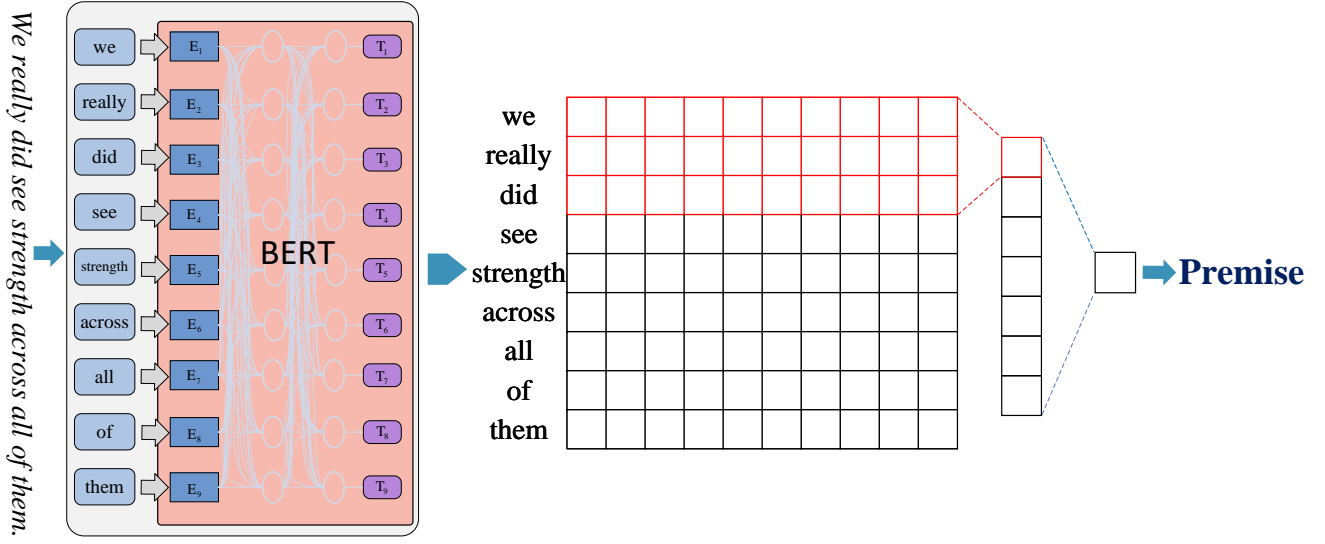 We really did see strength across all of them.
we
E1
T1
really
E2
T2
did
E3
T3
see
E4
T4
strength
E5
T5
across
E6
T6
all
E7
T7
of
E8
T8
them
E9
T9
BERT
we
really
did
see
strength
across
all
of
them
Premise